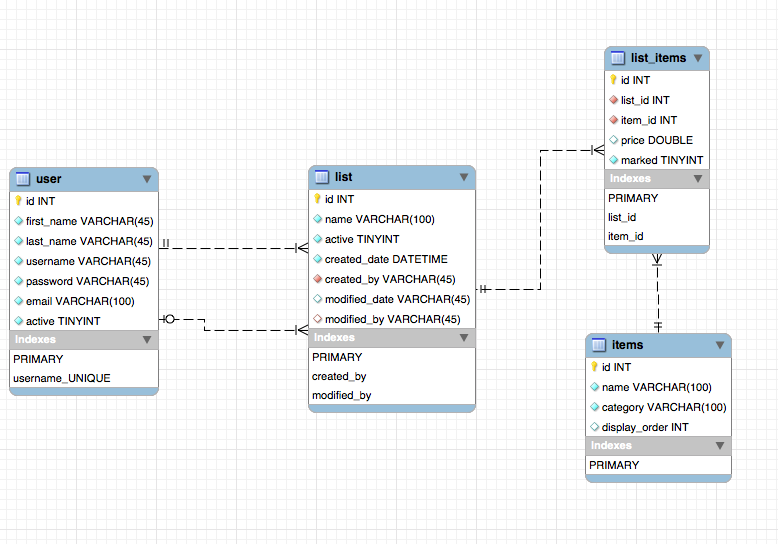 user
id INT
first_name VARCHAR(45)
last_name VARCHAR(45)
username VARCHAR(45)
password VARCHAR(45)
email VARCHAR(100)
active TINYINT
Indexes
PRIMARY
username_UNIQUE
list
id INT
name VARCHAR(100)
active TINYINT
created_date DATETIME
created_by VARCHAR(45)
modified_date VARCHAR(45)
modified_by VARCHAR(45)
Indexes
PRIMARY
created_by
modified_by
list_items
id INT
list_id INT
item_id INT
price DOUBLE
marked TINYINT
Indexes
PRIMARY
list_id
item_id
items
id INT
name VARCHAR(100)
category VARCHAR(100)
display_order INT
Indexes
PRIMARY